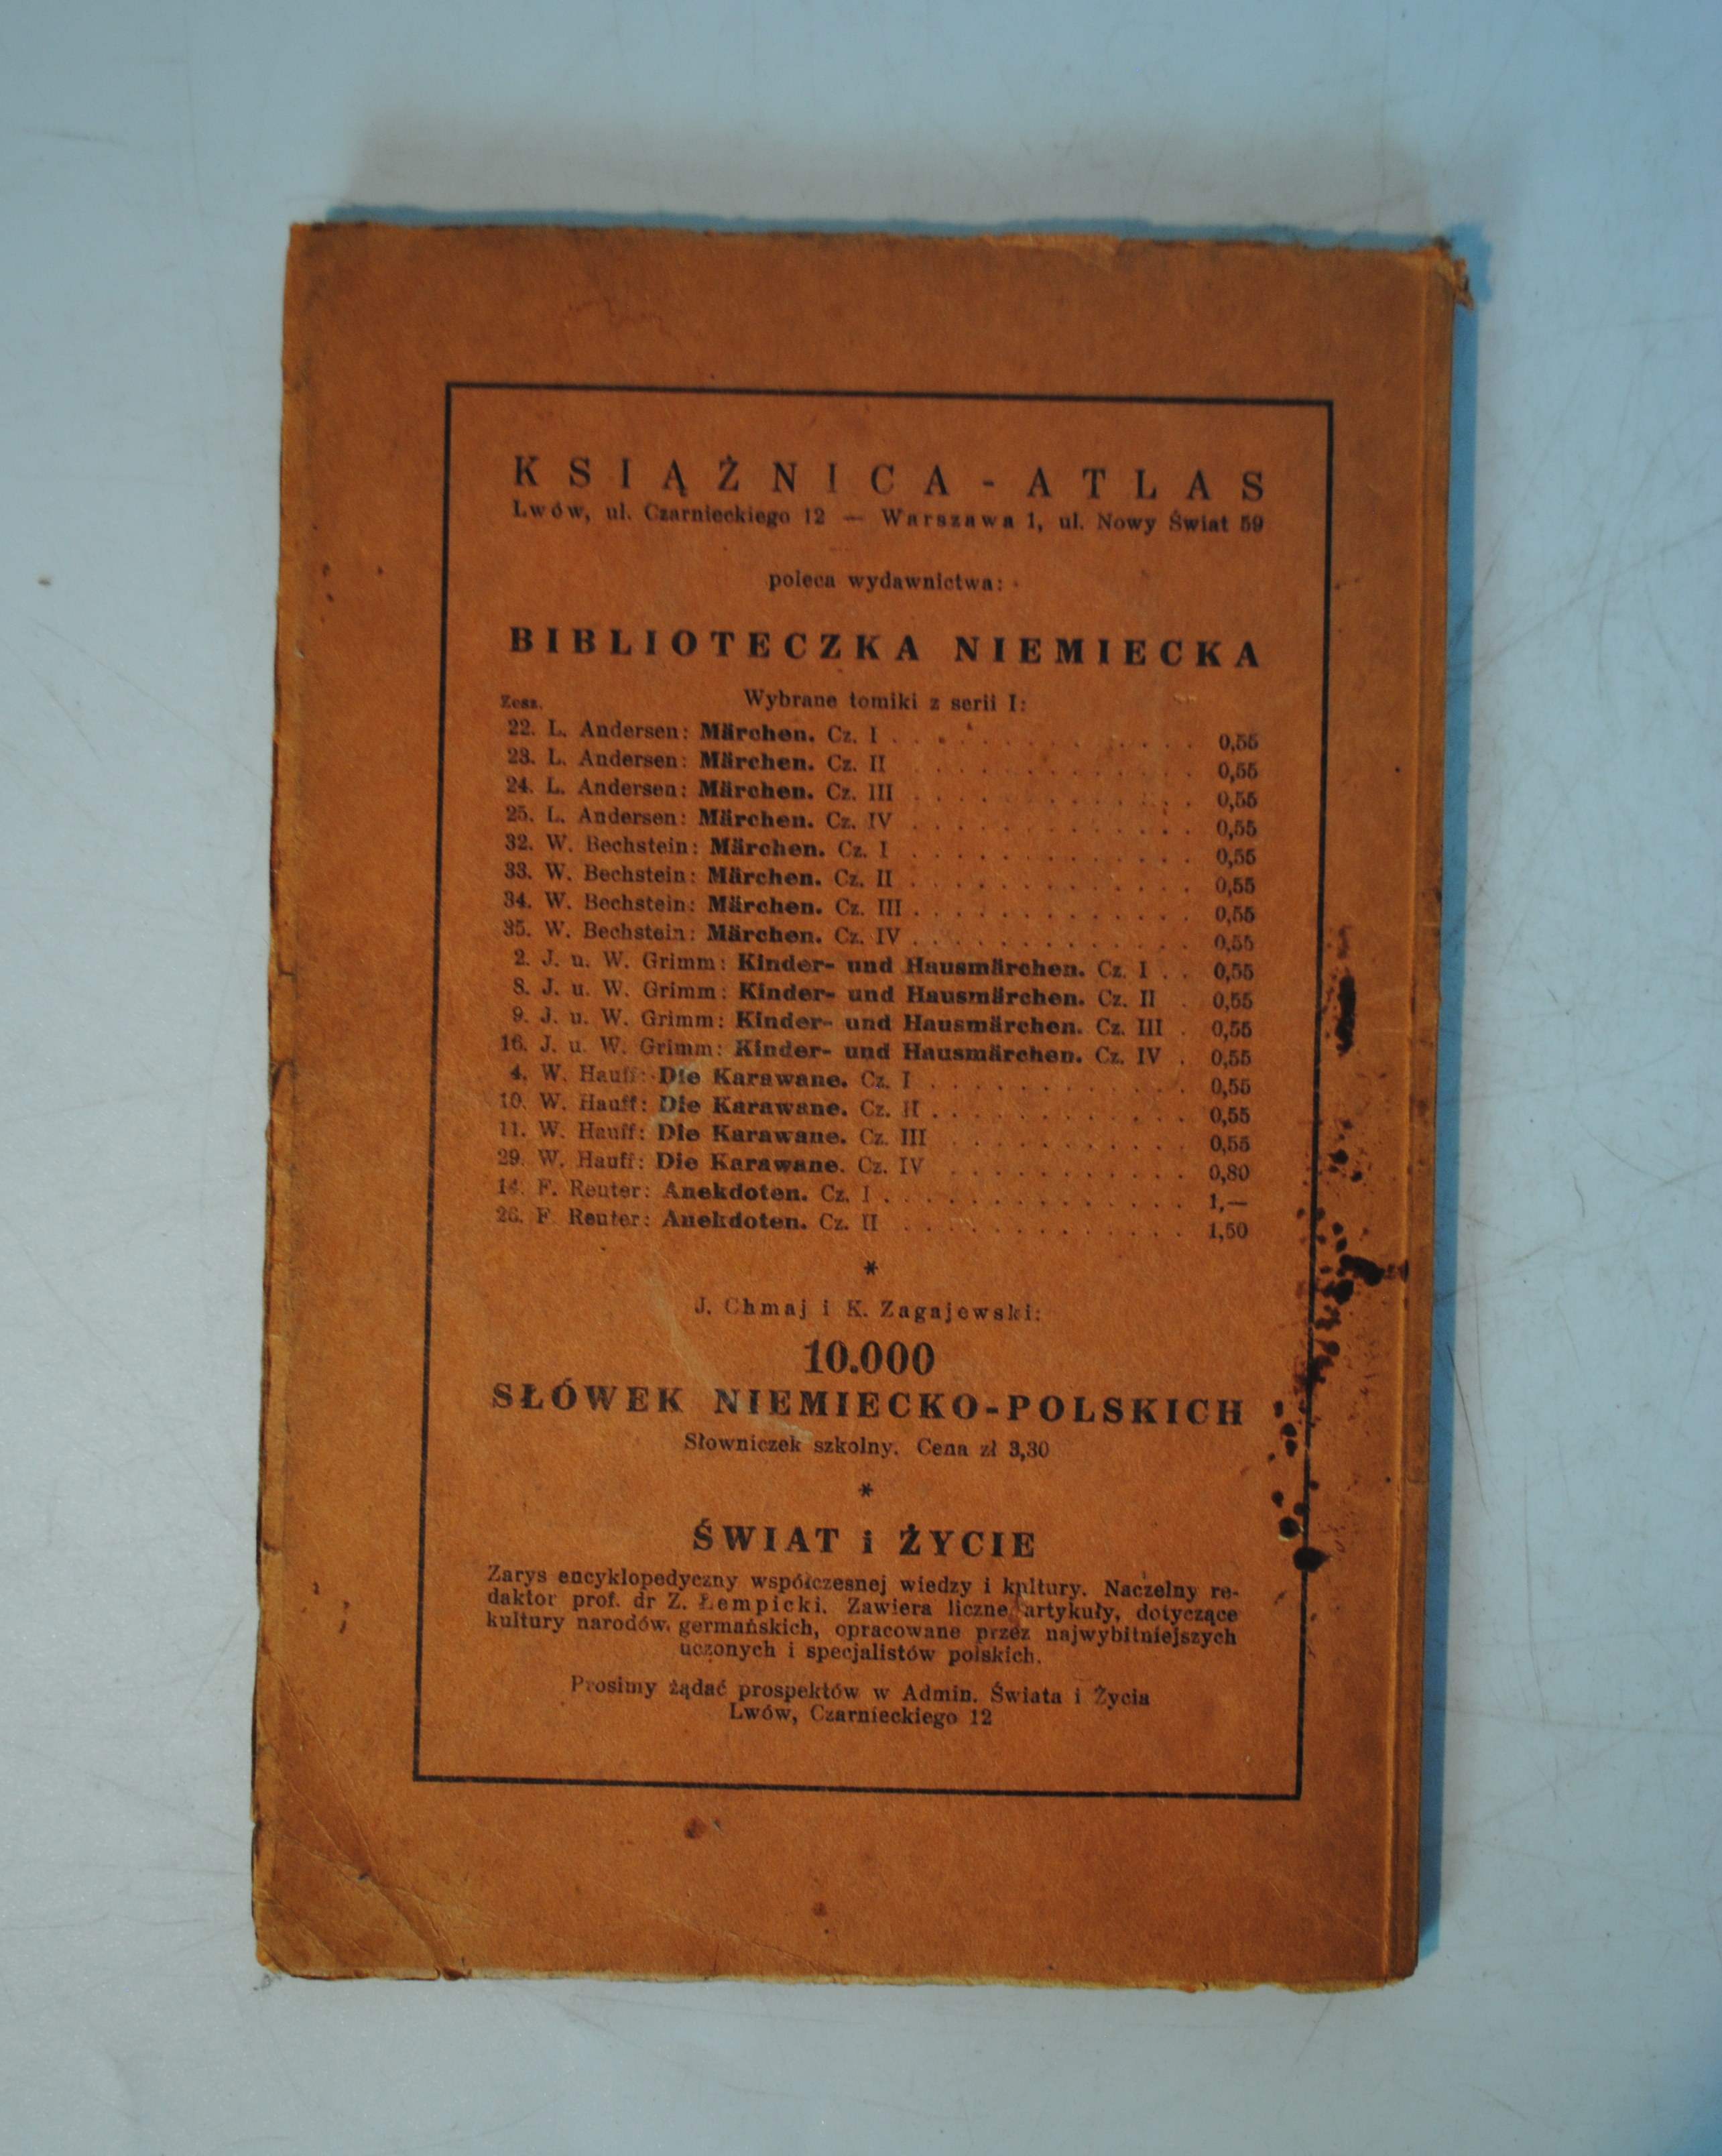 KSIĄŻNICA-ATLAS
Lwów, ul. Czarnieckiego 12 — Warszawa 1, ul. Nowy Świat 59
poleca wydawnictwa:
BIBLIOTECZKA NIEMIECKA
Zesz. Wybrane tomiki z serii I:
22. L. Andersen: Märchen. Cz. I . . . . . . . . . . . . . 0,55
23. L. Andersen: Märchen. Cz. II . . . . . . . . . . . . 0,55
24. L. Andersen: Märchen. Cz. III . . . . . . . . . . . . 0,55
25. L. Andersen: Märchen. Cz. IV . . . . . . . . . . . . 0,55
32. W. Bechstein: Märchen. Cz. I . . . . . . . . . . . . 0,55
33. W. Bechstein: Märchen. Cz. II . . . . . . . . . . . . 0,55
34. W. Bechstein: Märchen. Cz. III . . . . . . . . . . . . 0,55
35. W. Bechstein: Märchen. Cz. IV . . . . . . . . . . . . 0,55
2. J. u. W. Grimm: Kinder- und Hausmärchen. Cz. I . . 0,55
8. J. u. W. Grimm: Kinder- und Hausmärchen. Cz. II . 0,55
9. J. u. W. Grimm: Kinder- und Hausmärchen. Cz. III . 0,55
16. J. u. W. Grimm: Kinder- und Hausmärchen. Cz. IV . 0,55
4. W. Hauff: Die Karawane. Cz. I . . . . . . . . . . . . 0,55
10. W. Hauff: Die Karawane. Cz. II . . . . . . . . . . . . 0,55
11. W. Hauff: Die Karawane. Cz. III . . . . . . . . . . . 0,55
29. W. Hauff: Die Karawane. Cz. IV . . . . . . . . . . . 0,80
14. F. Reuter: Anekdoten. Cz. I . . . . . . . . . . . . . . 1,—
26. F. Reuter: Anekdoten. Cz. II . . . . . . . . . . . . . 1,50
*
J. Chmaj i K. Zagajewski:
10.000
SŁÓWEK NIEMIECKO-POLSKICH
Słowniczek szkolny. Cena zł 3,30
*
ŚWIAT i ŻYCIE
Zarys encyklopedyczny współczesnej wiedzy i kultury. Naczelny re-
daktor prof. dr Z. Łempicki. Zawiera liczne artykuły, dotyczące
kultury narodów germańskich, opracowane przez najwybitniejszych
uczonych i specjalistów polskich.
Prosimy żądać prospektów w Admin. Świata i Życia
Lwów, Czarnieckiego 12